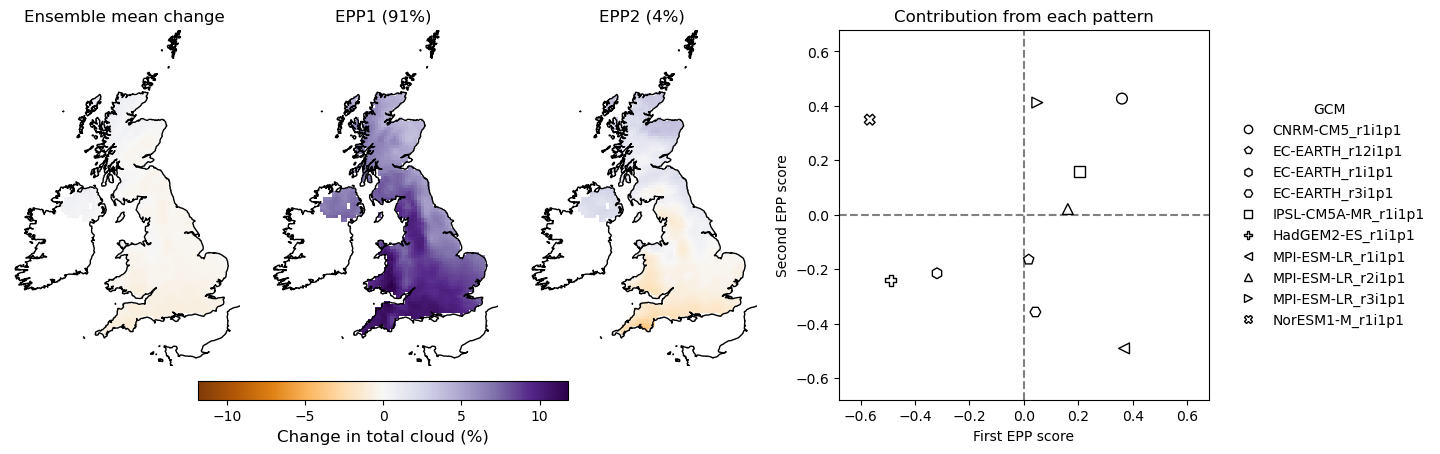 Ensemble mean change
EPP1 (91%)
EPP2 (4%)
−10 −5 0 5 10
Change in total cloud (%)
Contribution from each pattern
Second EPP score
0.6
0.4
0.2
0.0
−0.2
−0.4
−0.6
−0.6 −0.4 −0.2 0.0 0.2 0.4 0.6
First EPP score
GCM
CNRM-CM5_r1i1p1
EC-EARTH_r12i1p1
EC-EARTH_r1i1p1
EC-EARTH_r3i1p1
IPSL-CM5A-MR_r1i1p1
HadGEM2-ES_r1i1p1
MPI-ESM-LR_r1i1p1
MPI-ESM-LR_r2i1p1
MPI-ESM-LR_r3i1p1
NorESM1-M_r1i1p1